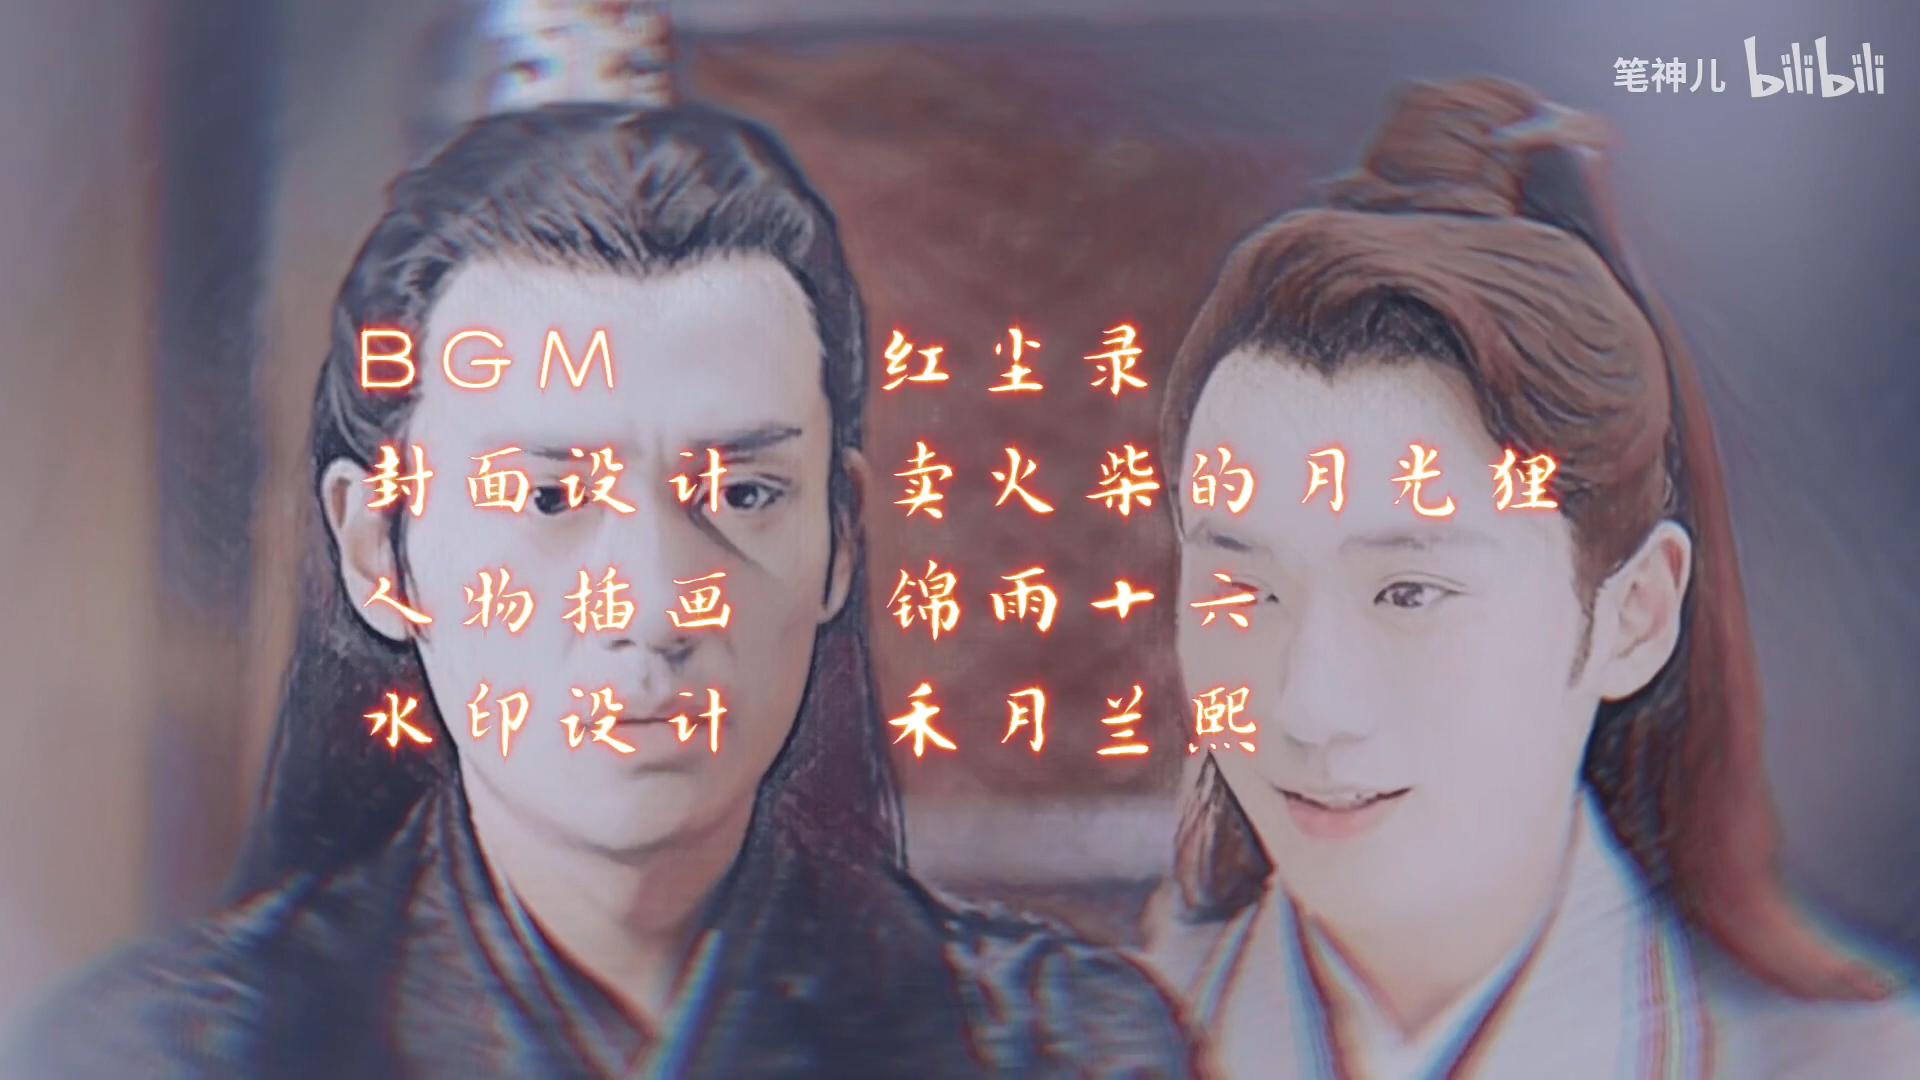 笔神儿 bilibili
BGM 红尘录
封面设计 卖火柴的月光狸
人物插画 锦雨十六
水印设计 禾月兰熙